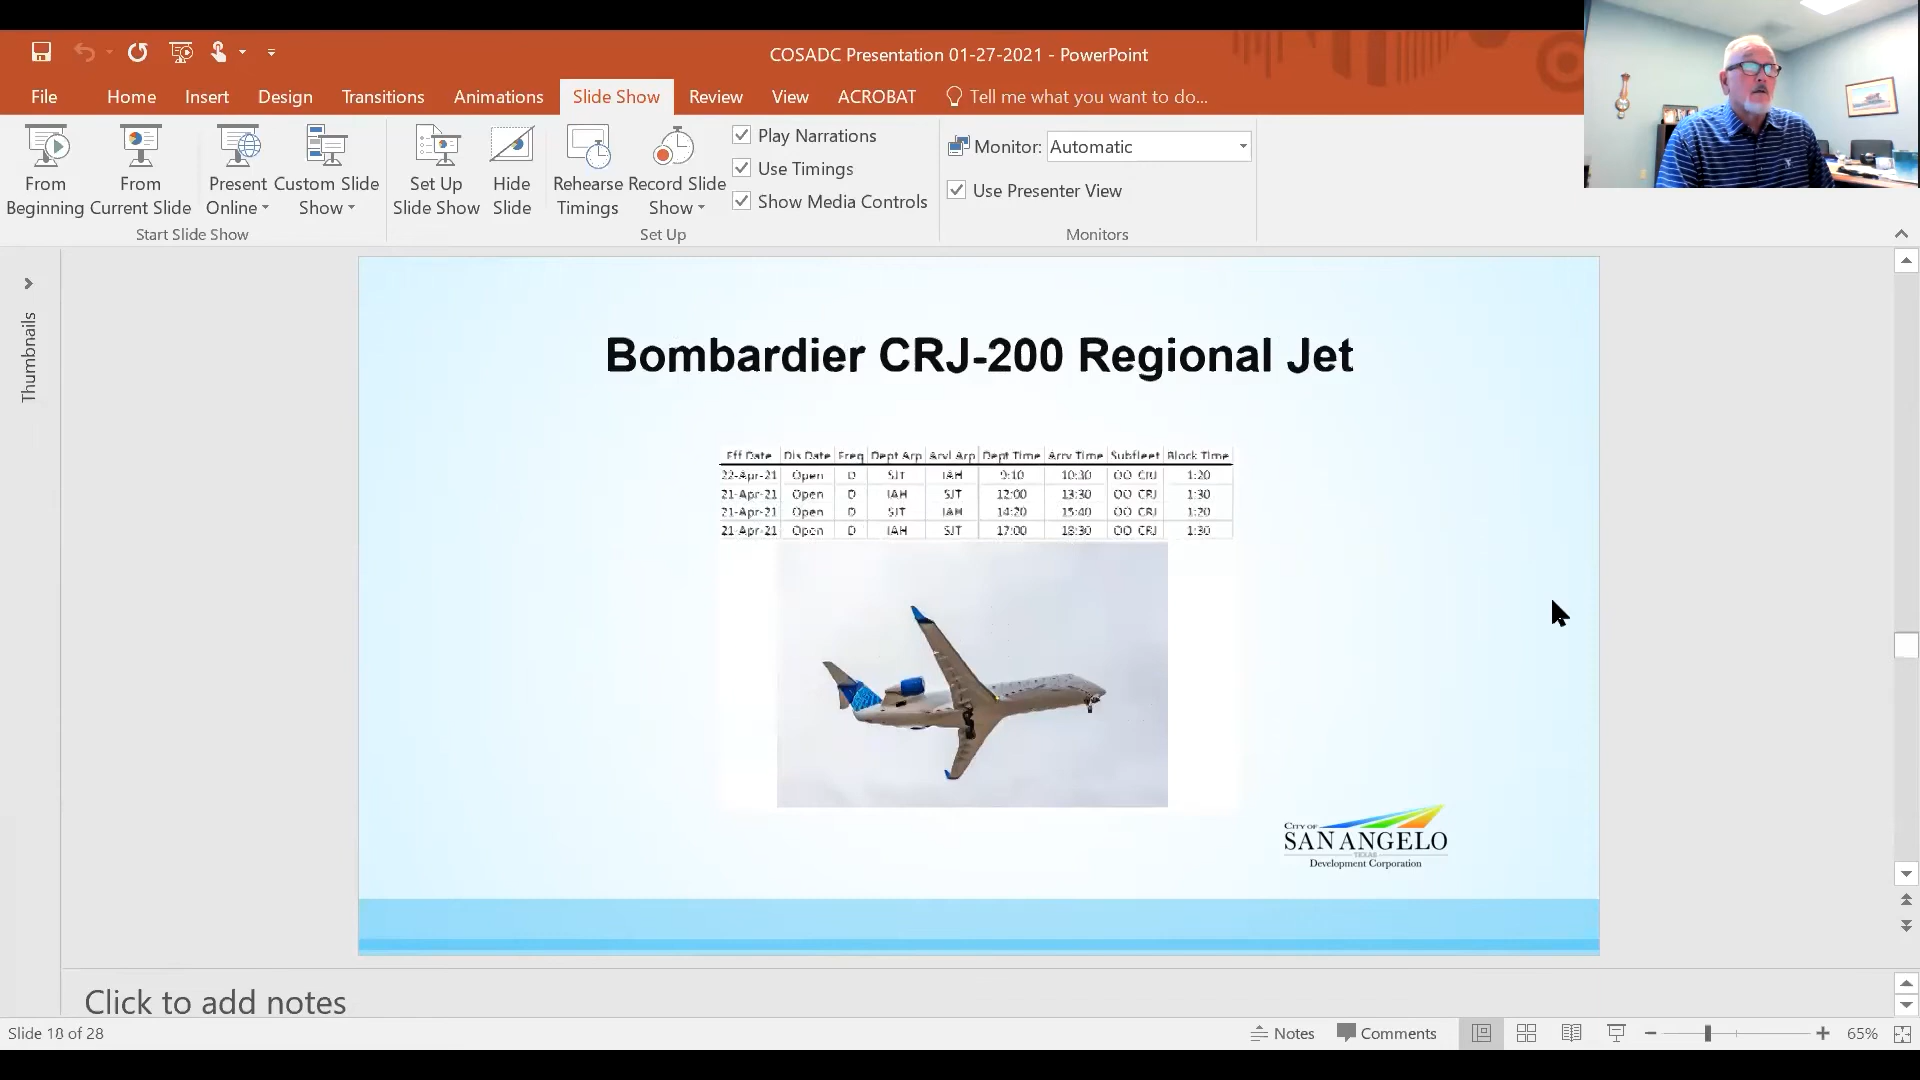 COSADC Presentation 01-27-2021 - PowerPoint
File Home Insert Design Transitions Animations Slide Show Review View ACROBAT Tell me what you want to do...
From Beginning
From Current Slide
Present Online
Custom Slide Show
Start Slide Show
Set Up Slide Show
Hide Slide
Rehearse Timings
Record Slide Show
Play Narrations
Use Timings
Show Media Controls
Set Up
Monitor: Automatic
Use Presenter View
Monitors
Thumbnails
Bombardier CRJ-200 Regional Jet
Eff Date Dis Date Freq Dept Arp Arvl Arp Dept Time Arrv Time Subfleet Block Time
22-Apr-21 Open D SJT IAH 9:10 10:30 OO CRJ 1:20
21-Apr-21 Open D IAH SJT 12:00 13:30 OO CRJ 1:30
21-Apr-21 Open D SJT IAH 14:20 15:40 OO CRJ 1:20
21-Apr-21 Open D IAH SJT 17:00 18:30 OO CRJ 1:30
CITY OF
SAN ANGELO
TEXAS
Development Corporation
Click to add notes
Slide 18 of 28
Notes Comments 65%